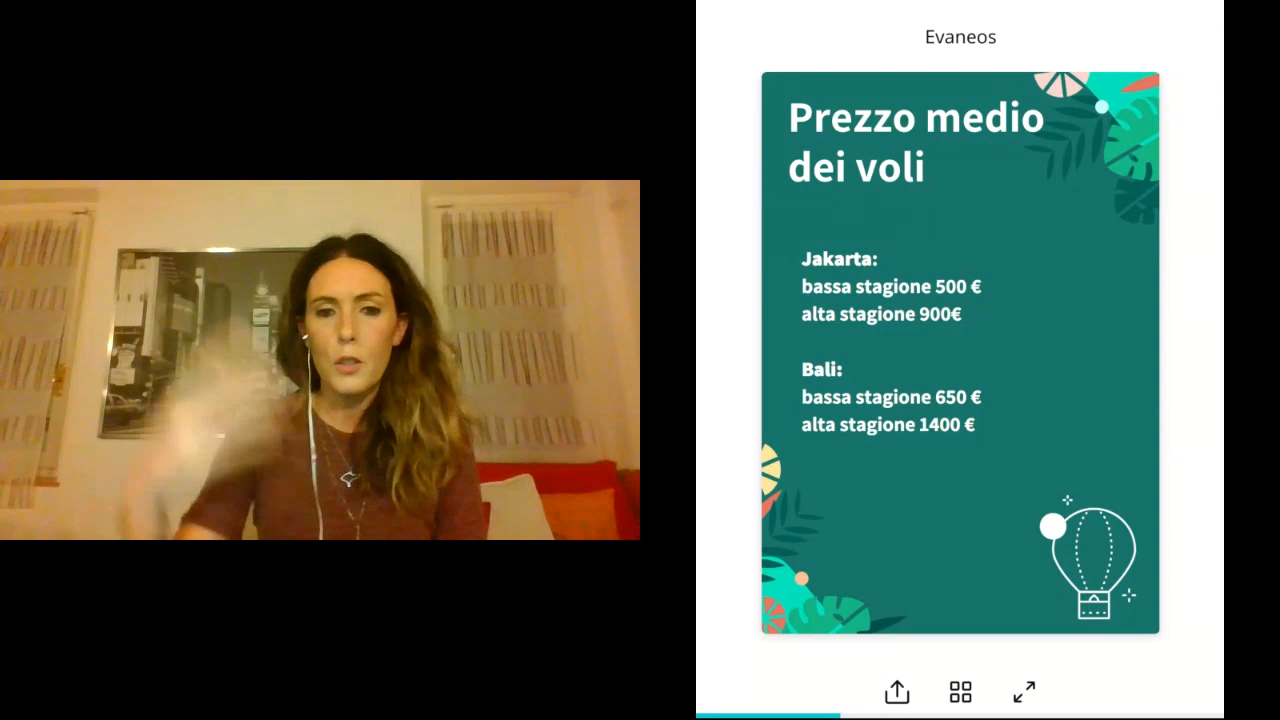 Evaneos
Prezzo medio
dei voli
Jakarta:
bassa stagione 500 €
alta stagione 900€
Bali:
bassa stagione 650 €
alta stagione 1400 €